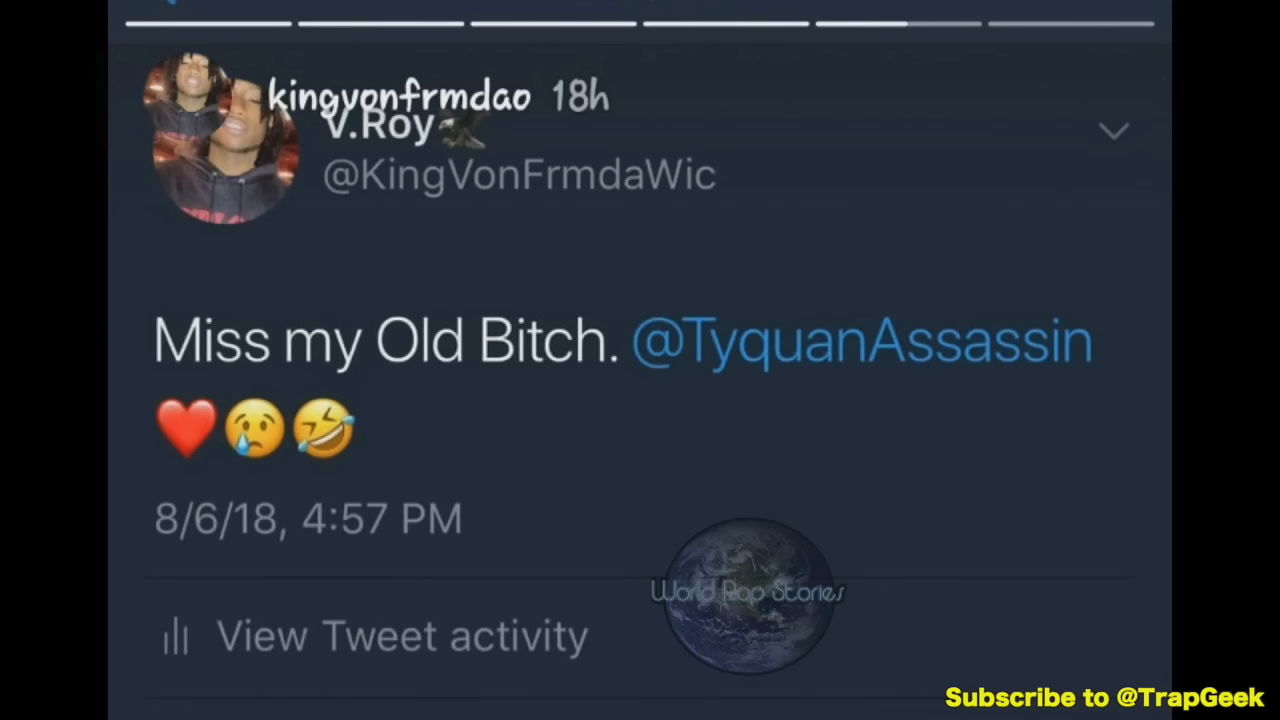 kingvonfrmdao 18h
V.Roy🦅
@KingVonFrmdaWic
Miss my Old Bitch. @TyquanAssassin
❤️😢🤣
8/6/18, 4:57 PM
World Rap Stories
View Tweet activity
Subscribe to @TrapGeek